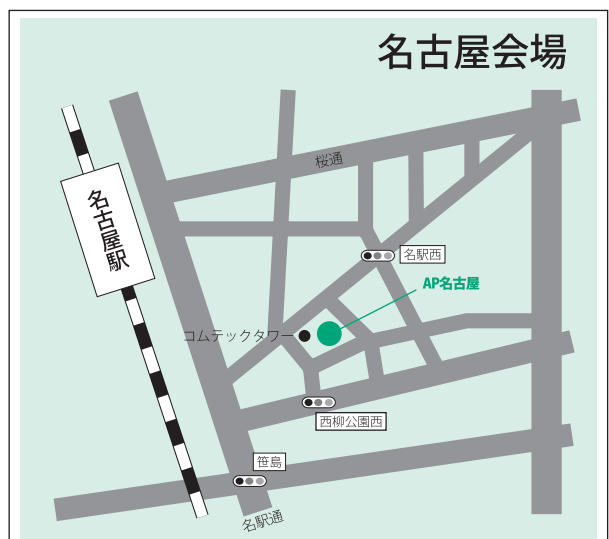 名古屋会場
桜通
名古屋駅
名駅西
AP名古屋
コムテックタワー
西柳公園西
笹島
名駅通